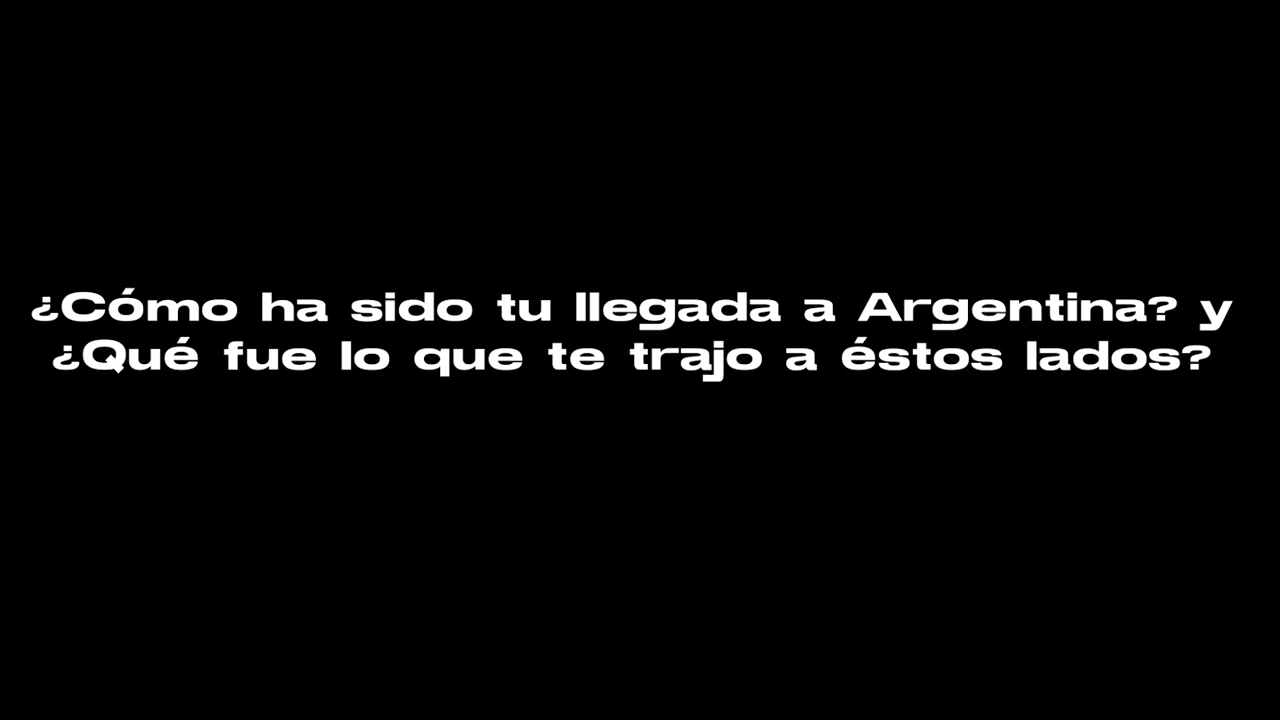 ¿Cómo ha sido tu llegada a Argentina? y
¿Qué fue lo que te trajo a éstos lados?